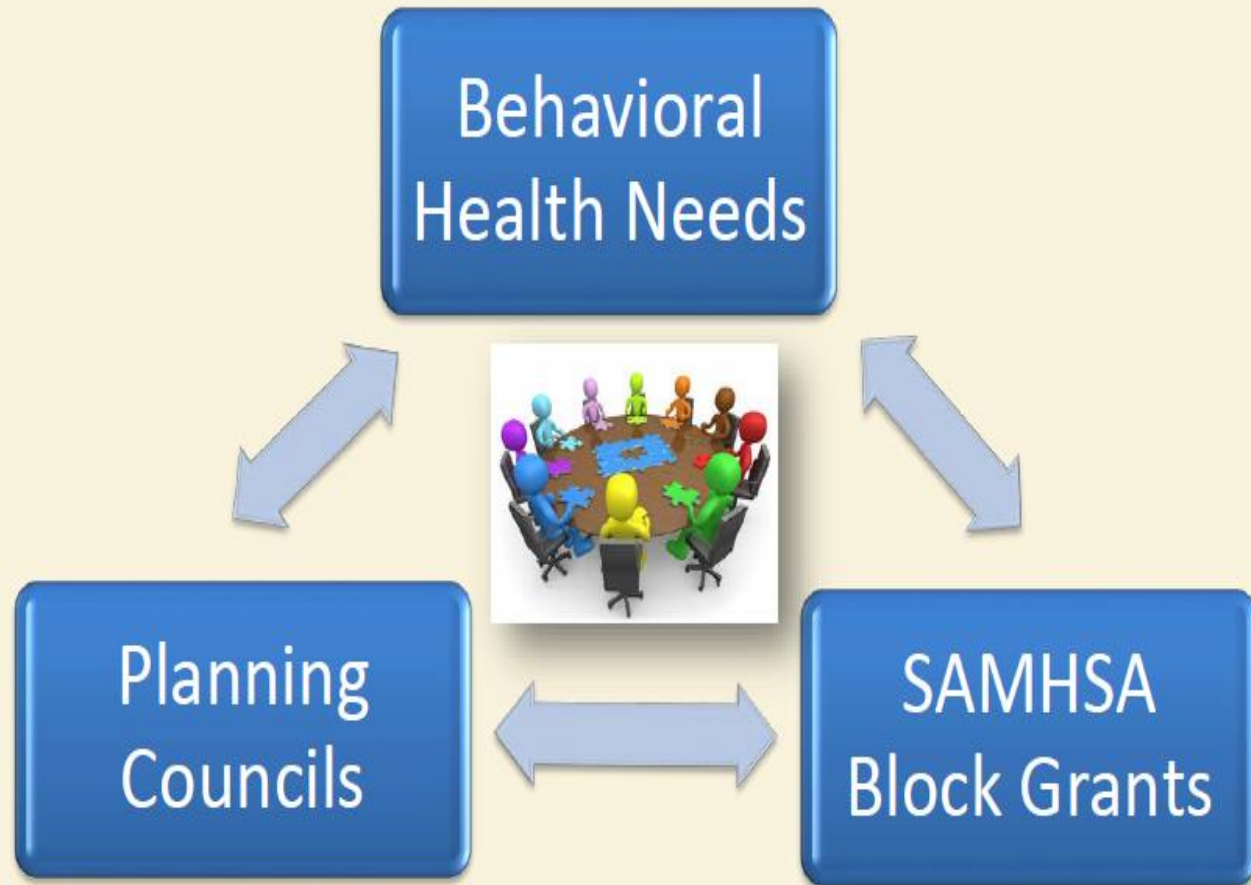 Behavioral
Health Needs
Planning
Councils
SAMHSA
Block Grants